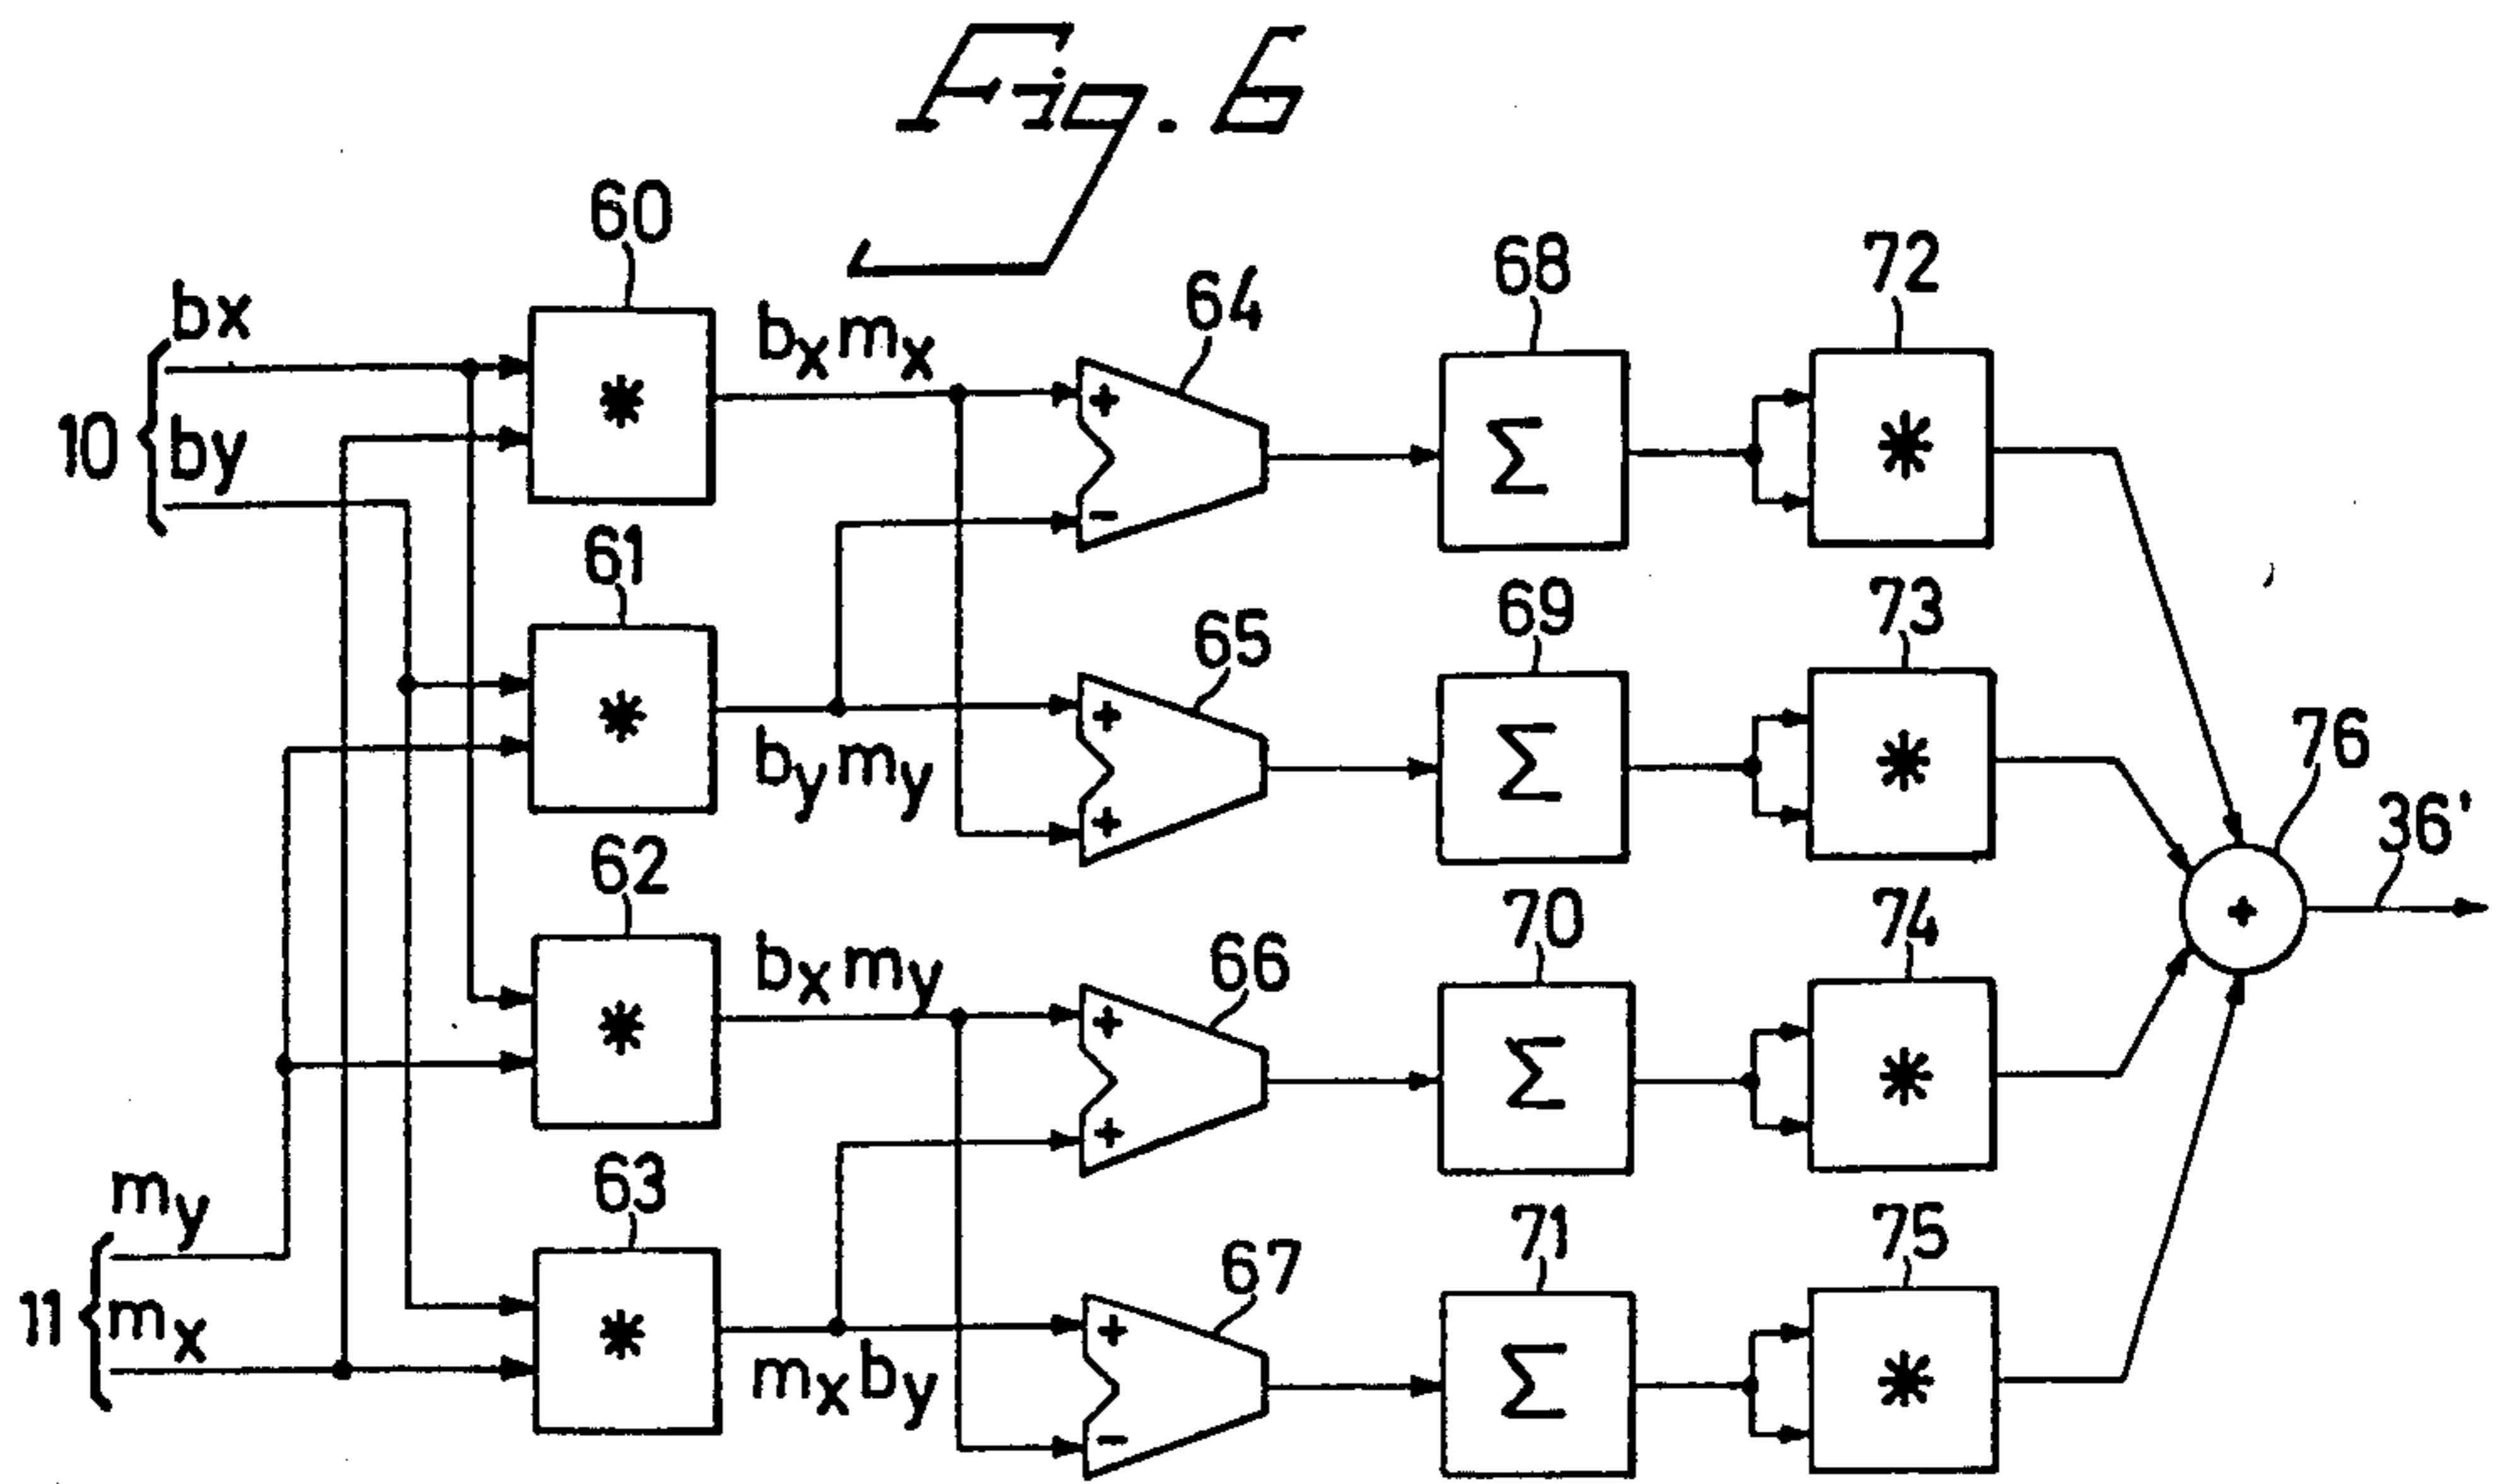 Fig. 6
60
bx
10
by
*
bxmx
64
+
-
68
Σ
72
*
61
*
bymy
65
+
+
69
Σ
73
*
76
+
36'
62
*
bxmy
66
+
+
70
Σ
74
*
my
11
mx
63
*
mxby
67
+
-
71
Σ
75
*